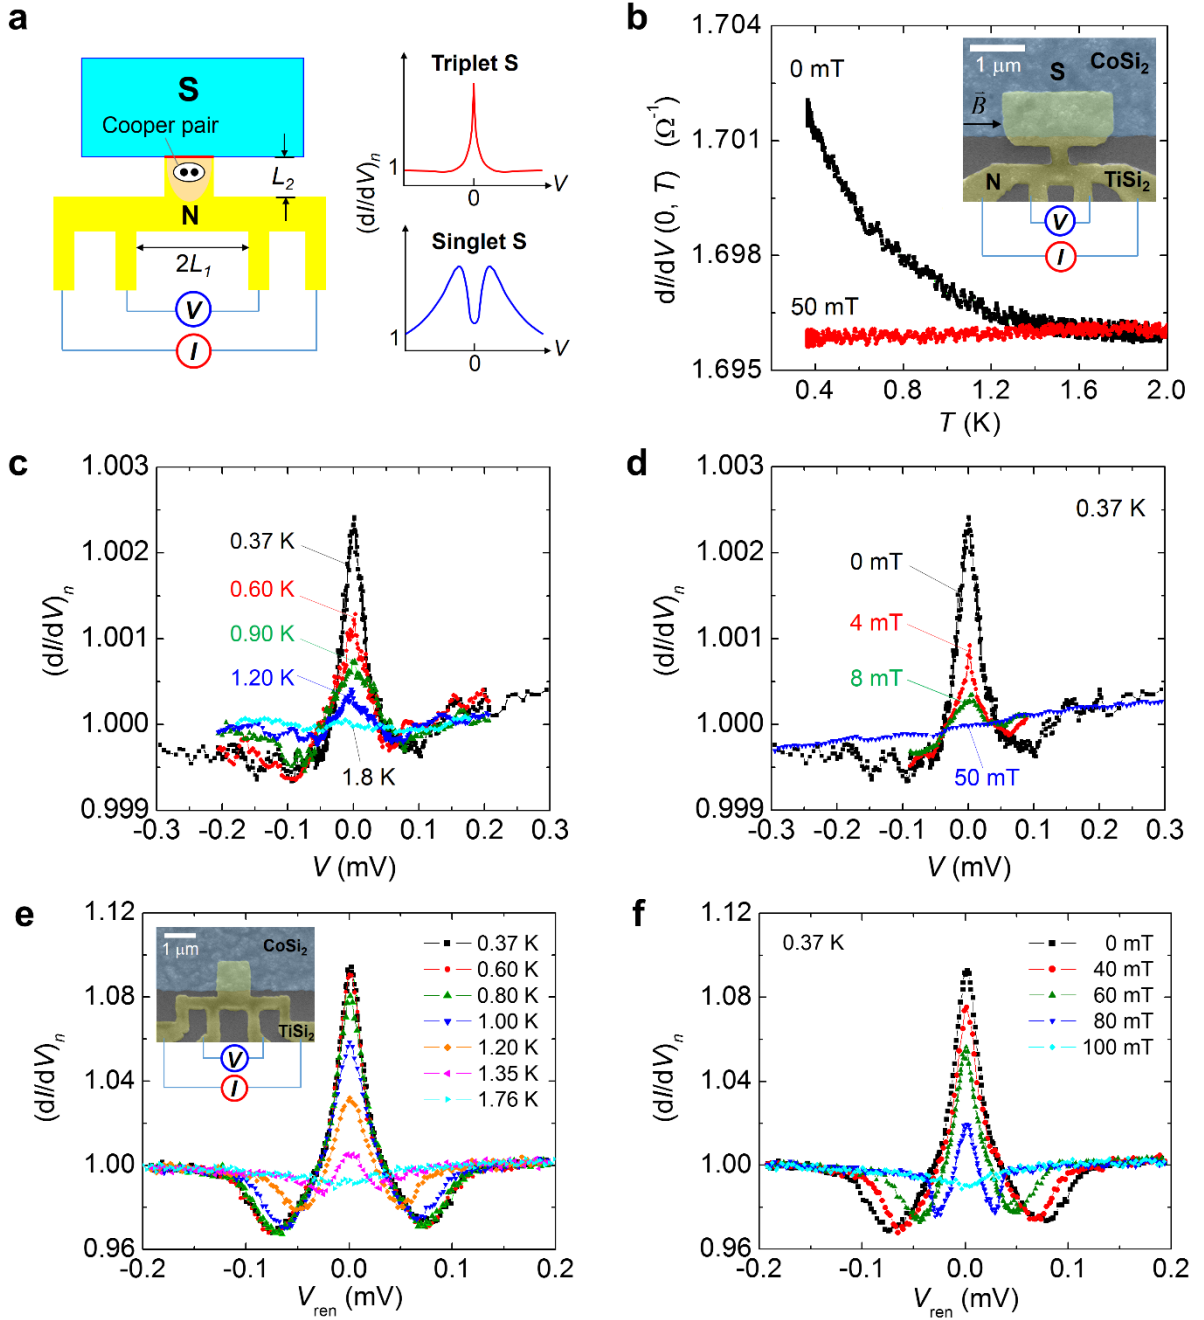 a
S
Cooper pair
L₂
N
2L₁
V
I
Triplet S
1
0
V
(dI/dV)ₙ
Singlet S
1
0
V
b
1.704
1.701
1.698
1.695
dI/dV (0, T) (Ω⁻¹)
0 mT
50 mT
1 μm
S
CoSi₂
B⃗
N
TiSi₂
V
I
0.4 0.8 1.2 1.6 2.0
T (K)
c
1.003
1.002
1.001
1.000
0.999
(dI/dV)ₙ
0.37 K
0.60 K
0.90 K
1.20 K
1.8 K
-0.3 -0.2 -0.1 0.0 0.1 0.2 0.3
V (mV)
d
1.003
1.002
1.001
1.000
0.999
(dI/dV)ₙ
0.37 K
0 mT
4 mT
8 mT
50 mT
-0.3 -0.2 -0.1 0.0 0.1 0.2 0.3
V (mV)
e
1.12
1.08
1.04
1.00
0.96
(dI/dV)ₙ
1 μm
CoSi₂
TiSi₂
V
I
0.37 K
0.60 K
0.80 K
1.00 K
1.20 K
1.35 K
1.76 K
-0.2 -0.1 0.0 0.1 0.2
V_ren (mV)
f
1.12
1.08
1.04
1.00
0.96
(dI/dV)ₙ
0.37 K
0 mT
40 mT
60 mT
80 mT
100 mT
-0.2 -0.1 0.0 0.1 0.2
V_ren (mV)